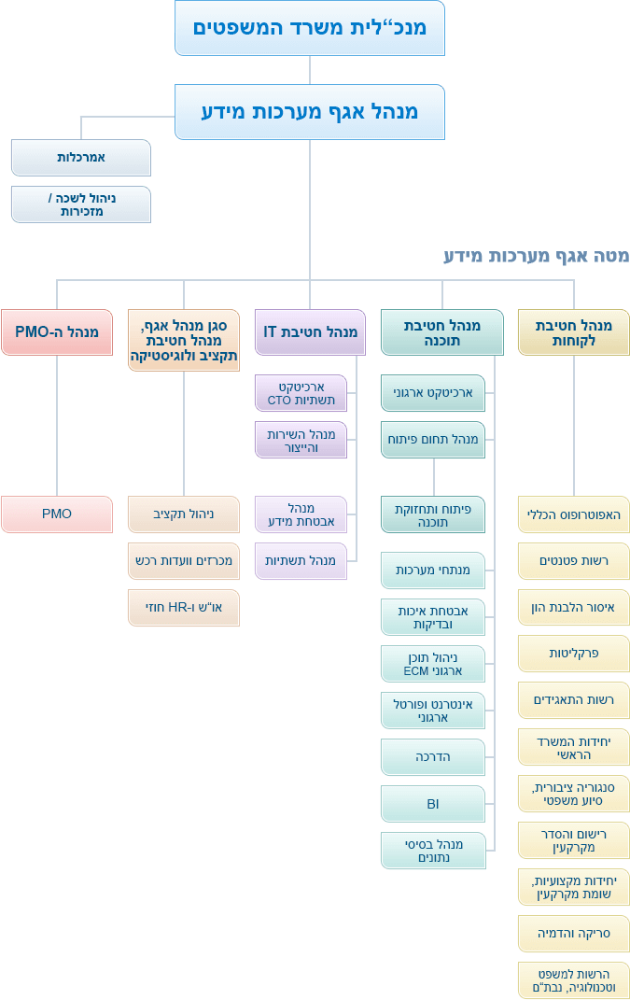 מנכ“לית משרד המשפטים
מנהל אגף מערכות מידע
אמרכלות
ניהול לשכה /
מזכירות
מטה אגף מערכות מידע
מנהל חטיבת
לקוחות
האפוטרופוס הכללי
רשות פטנטים
איסור הלבנת הון
פרקליטות
רשות התאגידים
יחידות המשרד
הראשי
סנגוריה ציבורית,
סיוע משפטי
רישום והסדר
מקרקעין
יחידות מקצועיות,
שומת מקרקעין
סריקה והדמיה
הרשות למשפט
וטכנולוגיה, נבת“ם
מנהל חטיבת
תוכנה
ארכיטקט ארגוני
מנהל תחום פיתוח
פיתוח ותחזוקת
תוכנה
מנתחי מערכות
אבטחת איכות
ובדיקות
ניהול תוכן
ארגוני ECM
אינטרנט ופורטל
ארגוני
הדרכה
BI
מנהל בסיסי
נתונים
מנהל חטיבת IT
ארכיטקט
תשתיות CTO
מנהל השירות
והייצור
מנהל
אבטחת מידע
מנהל תשתיות
סגן מנהל אגף,
מנהל חטיבת
תקציב ולוגיסטיקה
ניהול תקציב
מכרזים וועדות רכש
או“ש ו-HR חוזי
מנהל ה-PMO
PMO